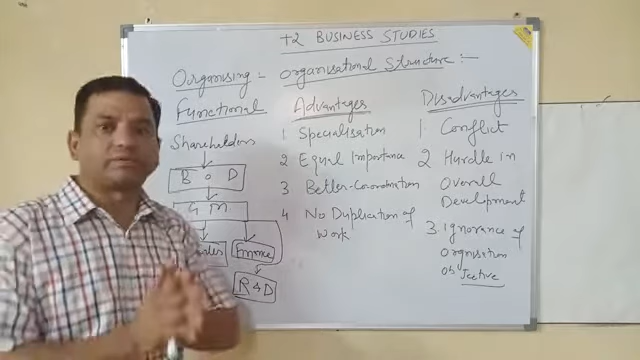 +2 BUSINESS STUDIES
Organising :- Organisational Structure :-
Functional
Shareholders
B o D
G M
Finance
R & D
Advantages
1 Specialisation
2 Equal Importance
3 Better-Coordination
4 No Duplication of
Work
Disadvantages
1. Conflict
2 Hurdle in
Overall
Development
3. Ignorance of
Orgnisation
Objective